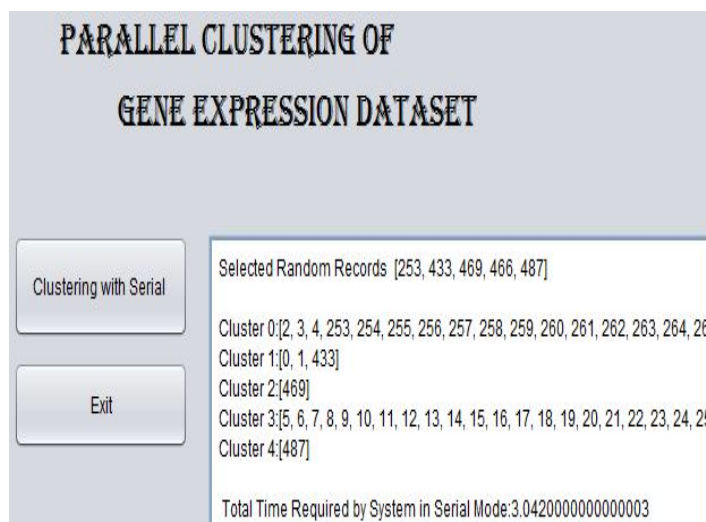 PARALLEL CLUSTERING OF
GENE EXPRESSION DATASET
Clustering with Serial
Exit
Selected Random Records [253, 433, 469, 466, 487]
Cluster 0:[2, 3, 4, 253, 254, 255, 256, 257, 258, 259, 260, 261, 262, 263, 264,
Cluster 1:[0, 1, 433]
Cluster 2:[469]
Cluster 3:[5, 6, 7, 8, 9, 10, 11, 12, 13, 14, 15, 16, 17, 18, 19, 20, 21, 22, 23, 24,
Cluster 4:[487]
Total Time Required by System in Serial Mode:3.0420000000000003